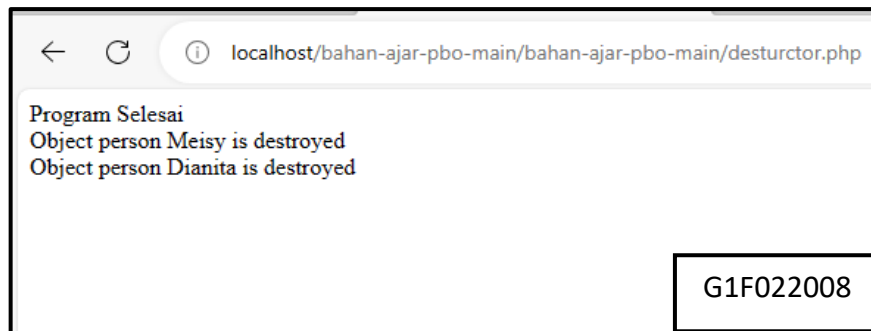 localhost/bahan-ajar-pbo-main/bahan-ajar-pbo-main/desturctor.php
Program Selesai
Object person Meisy is destroyed
Object person Dianita is destroyed
G1F022008